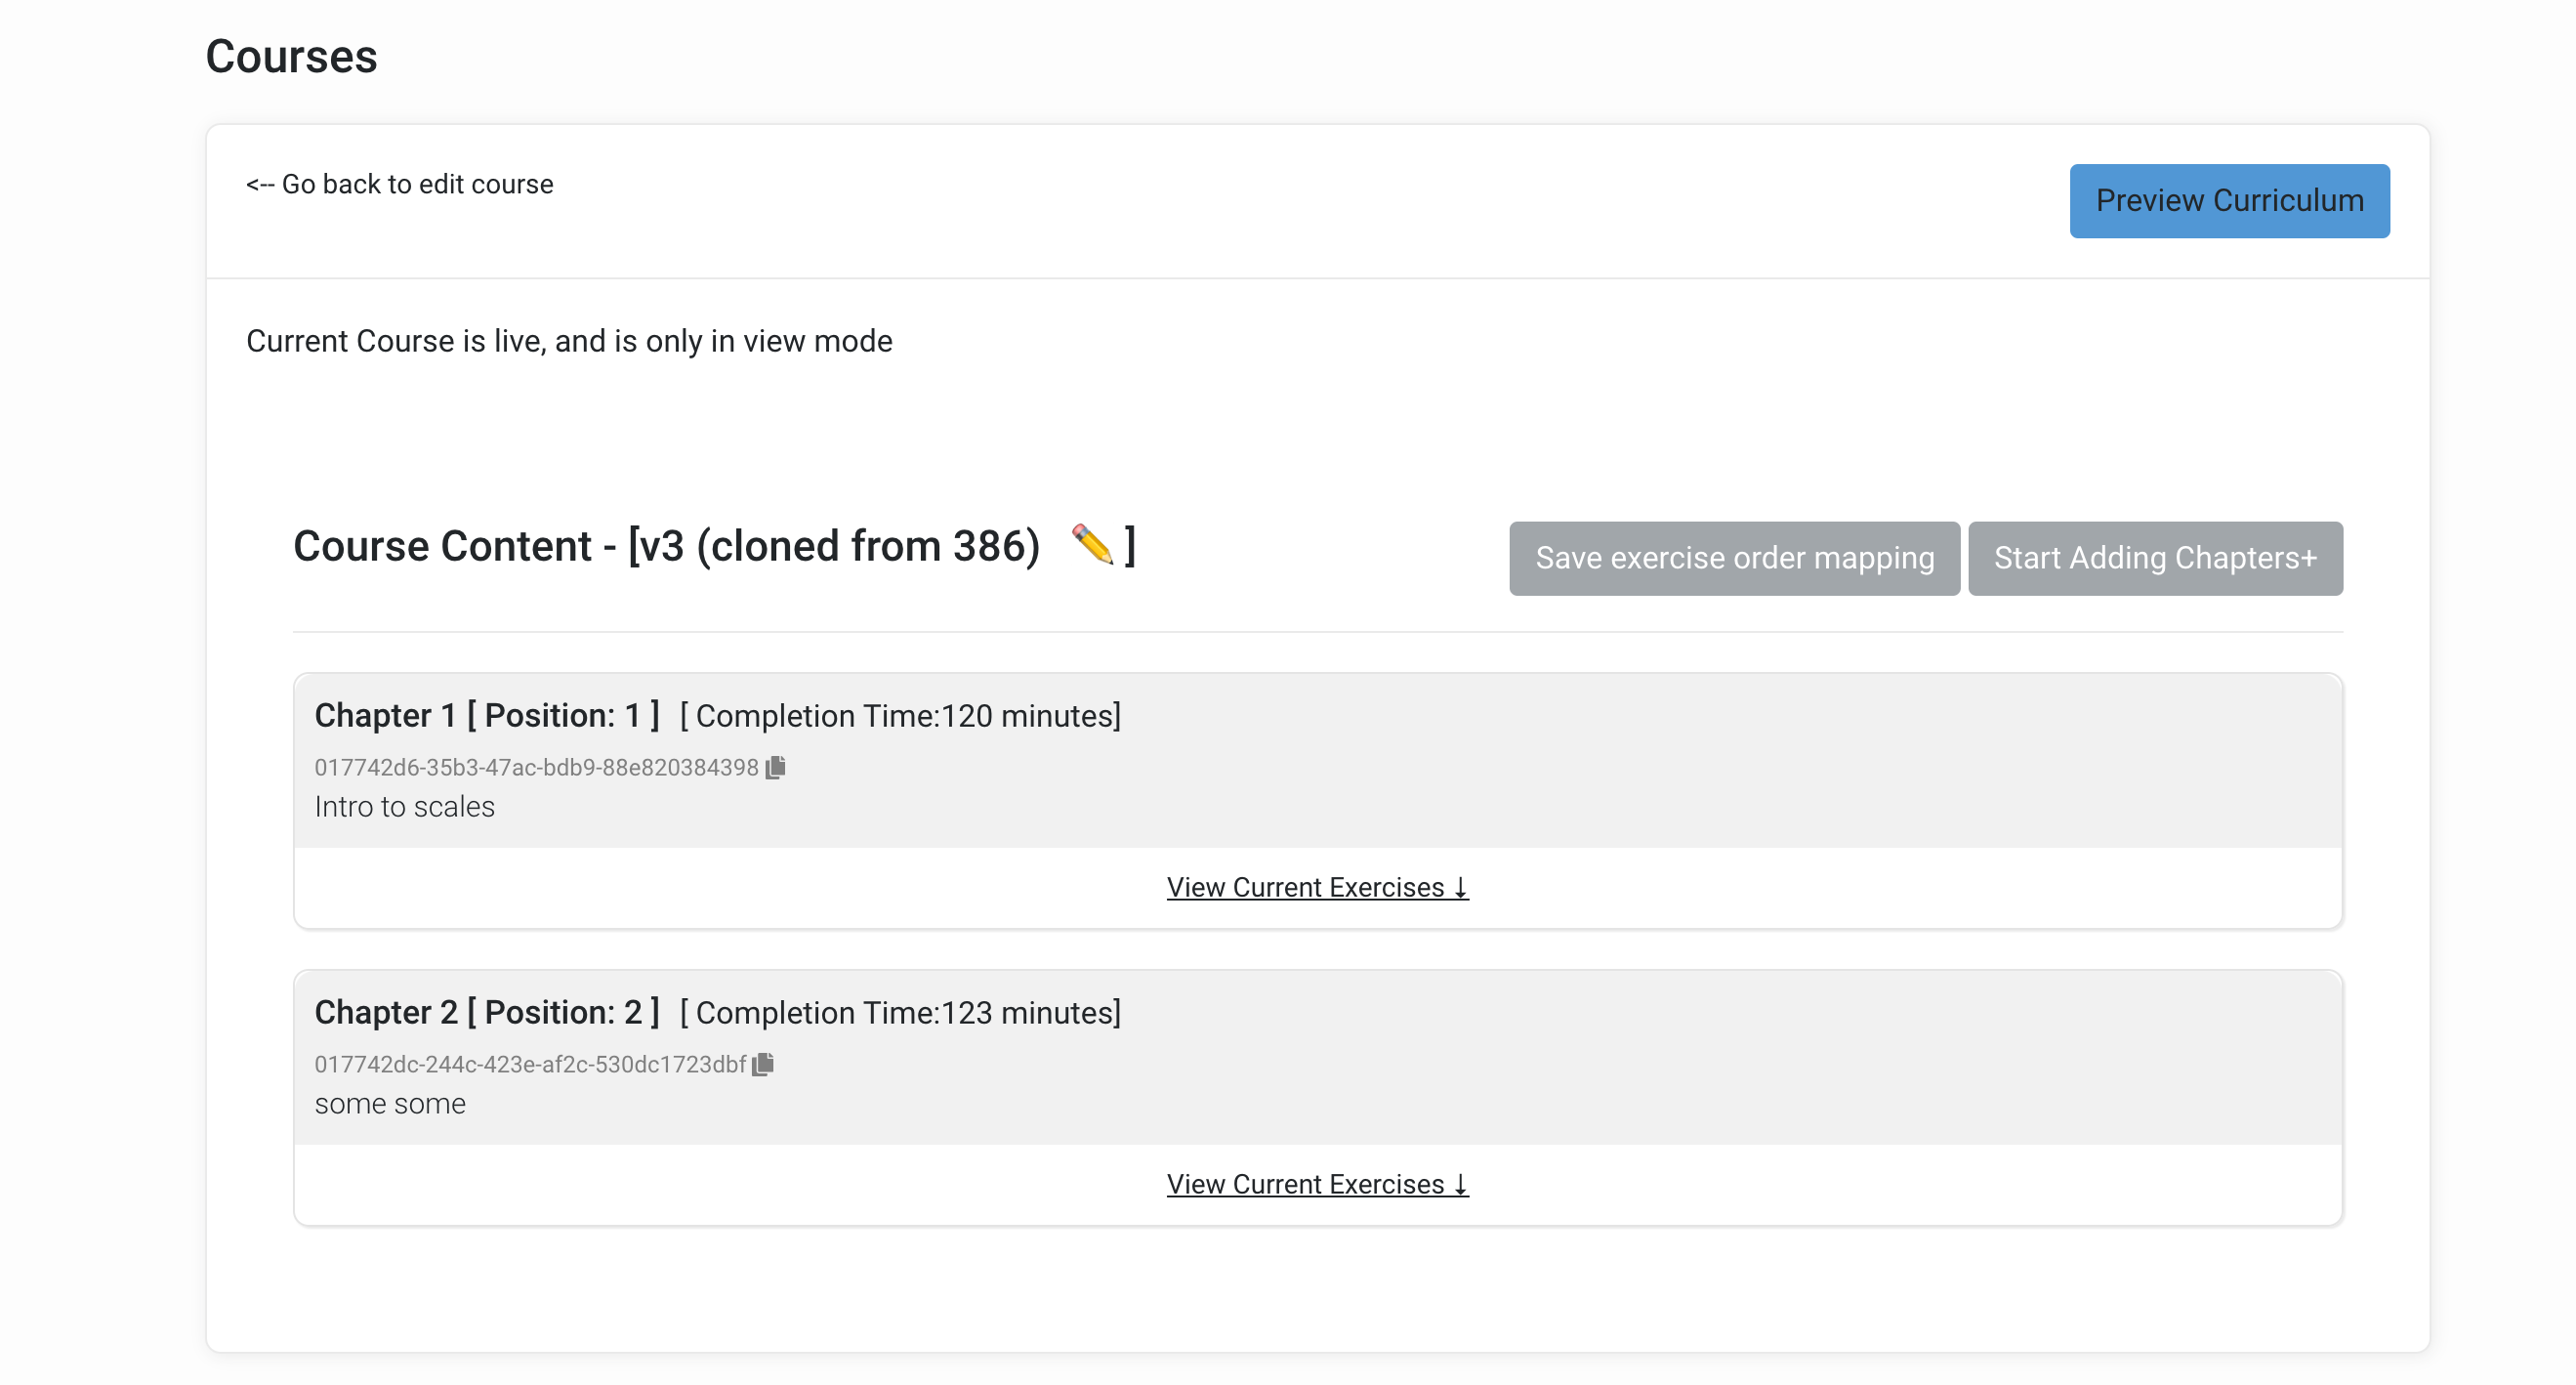 Courses
<-- Go back to edit course
Preview Curriculum
Current Course is live, and is only in view mode
Course Content - [v3 (cloned from 386) ✏️ ]
Save exercise order mapping
Start Adding Chapters+
Chapter 1 [ Position: 1 ] [ Completion Time:120 minutes]
017742d6-35b3-47ac-bdb9-88e820384398
Intro to scales
View Current Exercises ↓
Chapter 2 [ Position: 2 ] [ Completion Time:123 minutes]
017742dc-244c-423e-af2c-530dc1723dbf
some some
View Current Exercises ↓